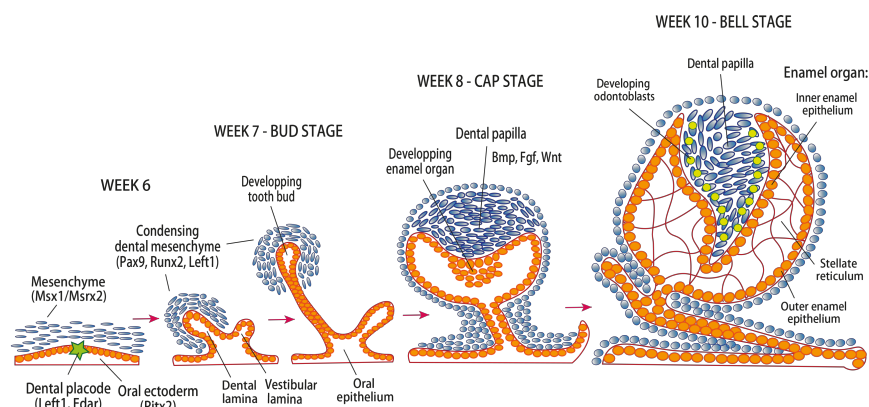 WEEK 10 - BELL STAGE
Dental papilla
Enamel organ:
Developing
odontoblasts
Inner enamel
epithelium
Stellate
reticulum
Outer enamel
epithelium
WEEK 8 - CAP STAGE
Dental papilla
Bmp, Fgf, Wnt
Developping
enamel organ
WEEK 7 - BUD STAGE
Developping
tooth bud
Condensing
dental mesenchyme
(Pax9, Runx2, Left1)
Dental
lamina
Vestibular
lamina
Oral
epithelium
WEEK 6
Mesenchyme
(Msx1/Msrx2)
Dental placode
(Left1, Edar)
Oral ectoderm
(Pitx2)